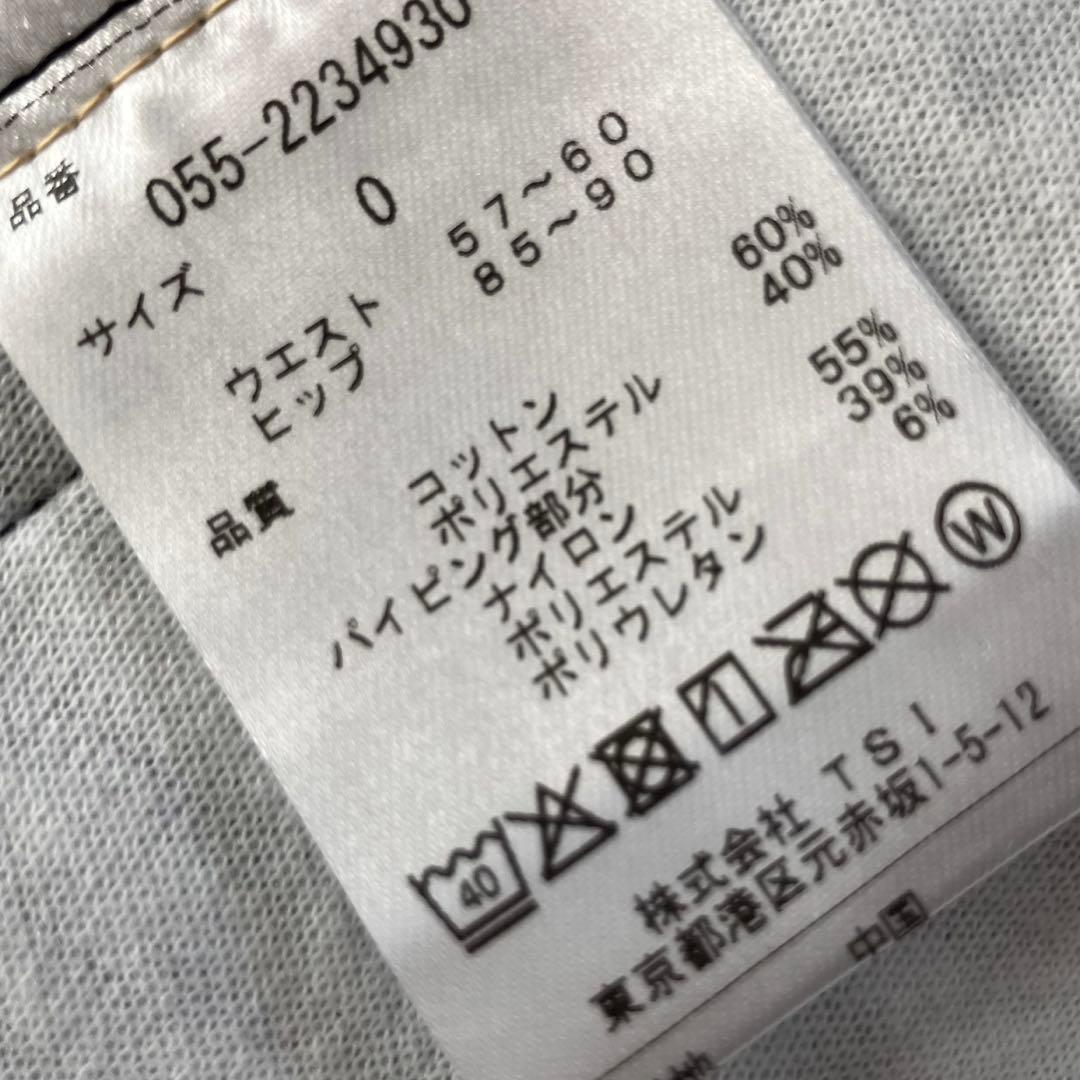 品番 055-2234930
サイズ 0
ウエスト 57~60
ヒップ 85~90
品質 コットン 60%
ポリエステル 40%
パイピング部分
ナイロン 55%
ポリエステル 39%
ポリウレタン 6%
40 1 W
株式会社 TSI
東京都港区元赤坂1-5-12
中国